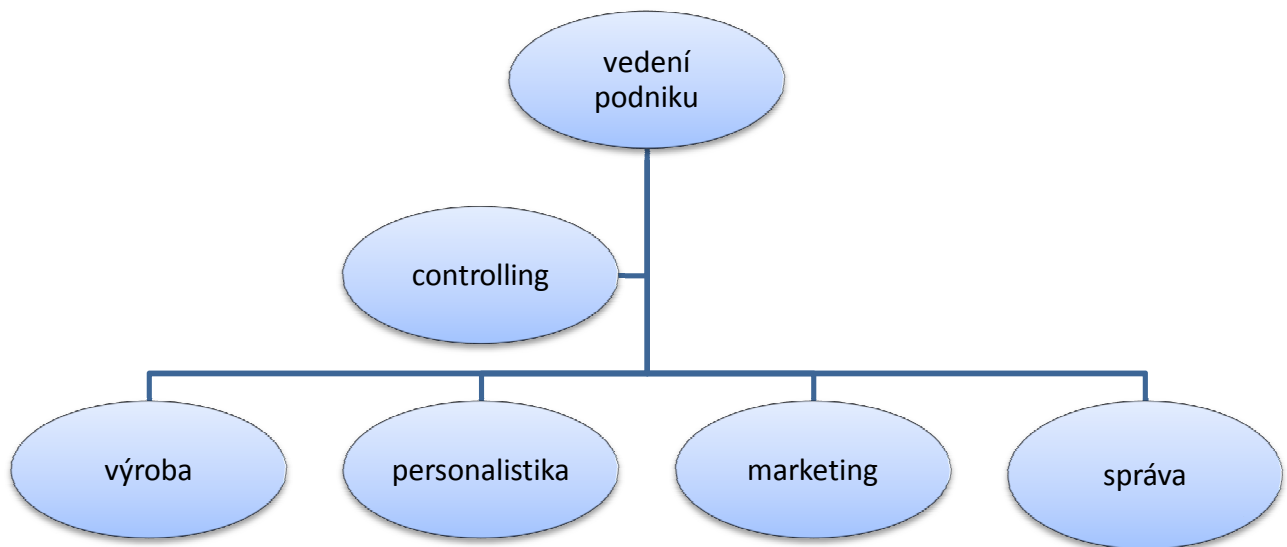 vedení
podniku
controlling
výroba
personalistika
marketing
správa